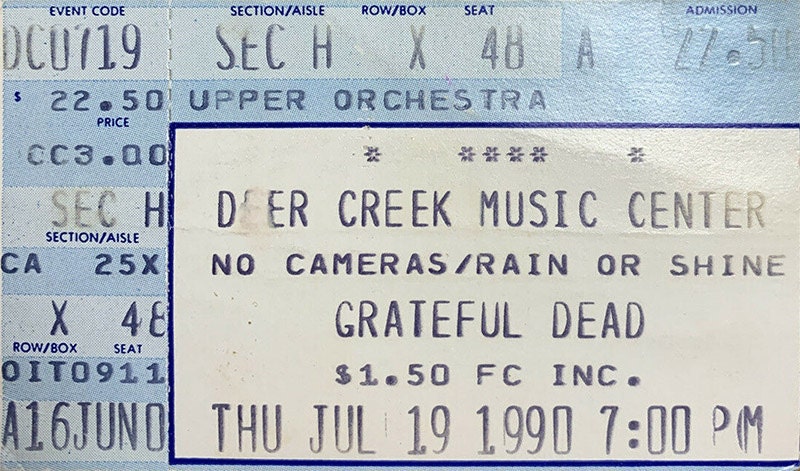 EVENT CODE
DC0719
$ 22.50
PRICE
CC3.00
SEC H
SECTION/AISLE
CA 25X
X 48
ROW/BOX SEAT
OIT0911
A16JUN0
SECTION/AISLE ROW/BOX SEAT ADMISSION
SEC H X 48 A 22.50
UPPER ORCHESTRA
* **** *
DEER CREEK MUSIC CENTER
NO CAMERAS/RAIN OR SHINE
GRATEFUL DEAD
$1.50 FC INC.
THU JUL 19 1990 7:00 PM